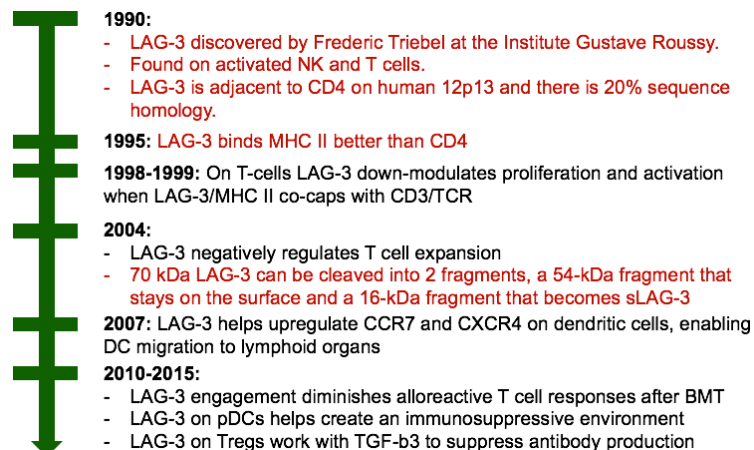 1990:
- LAG-3 discovered by Frederic Triebel at the Institute Gustave Roussy.
- Found on activated NK and T cells.
- LAG-3 is adjacent to CD4 on human 12p13 and there is 20% sequence
homology.
1995: LAG-3 binds MHC II better than CD4
1998-1999: On T-cells LAG-3 down-modulates proliferation and activation
when LAG-3/MHC II co-caps with CD3/TCR
2004:
- LAG-3 negatively regulates T cell expansion
- 70 kDa LAG-3 can be cleaved into 2 fragments, a 54-kDa fragment that
stays on the surface and a 16-kDa fragment that becomes sLAG-3
2007: LAG-3 helps upregulate CCR7 and CXCR4 on dendritic cells, enabling
DC migration to lymphoid organs
2010-2015:
- LAG-3 engagement diminishes alloreactive T cell responses after BMT
- LAG-3 on pDCs helps create an immunosuppressive environment
- LAG-3 on Tregs work with TGF-b3 to suppress antibody production